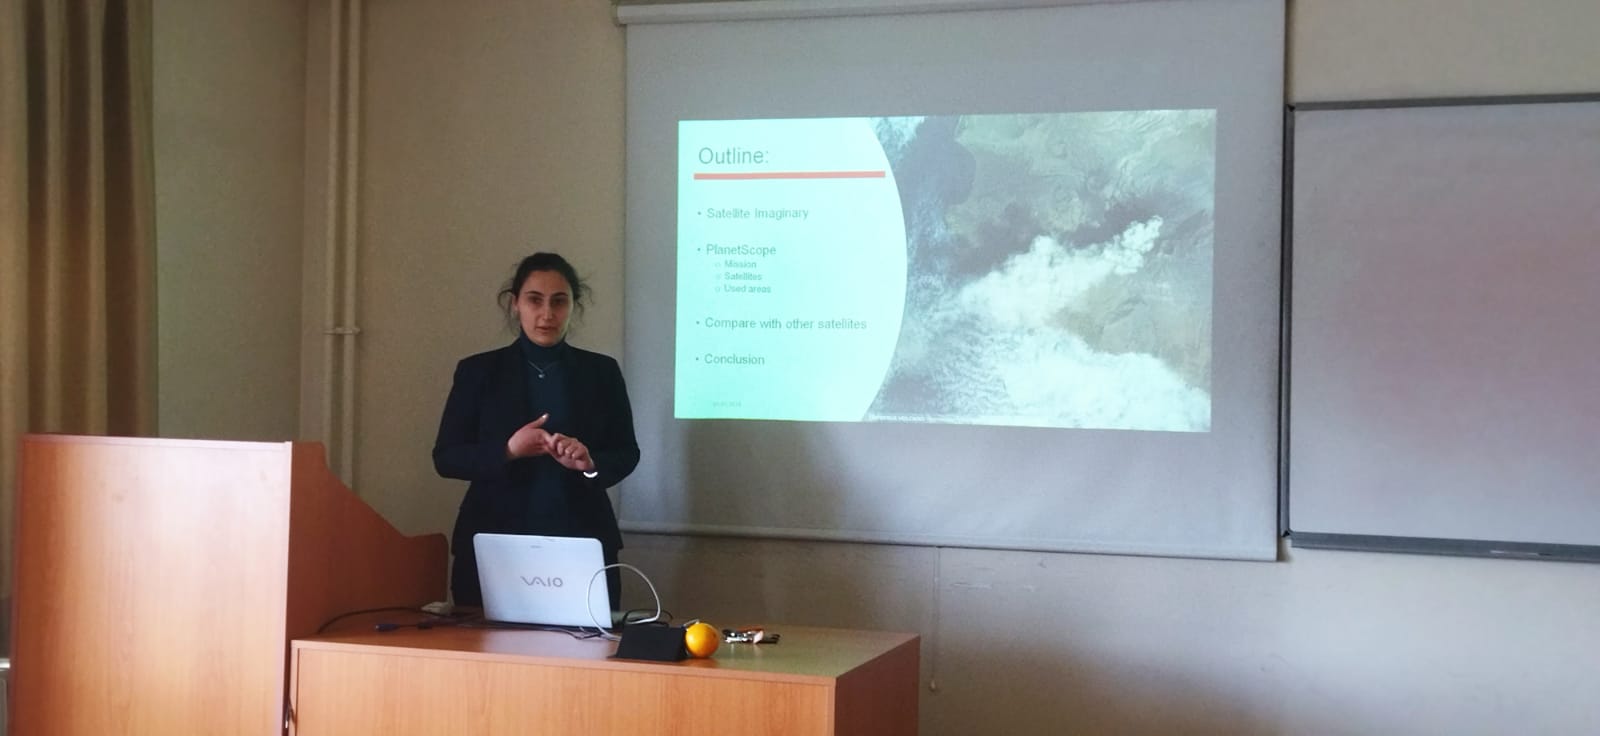 Outline:
• Satellite Imaginary
• PlanetScope
o Mission
o Satellites
o Used areas
• Compare with other satellites
• Conclusion
VAIO